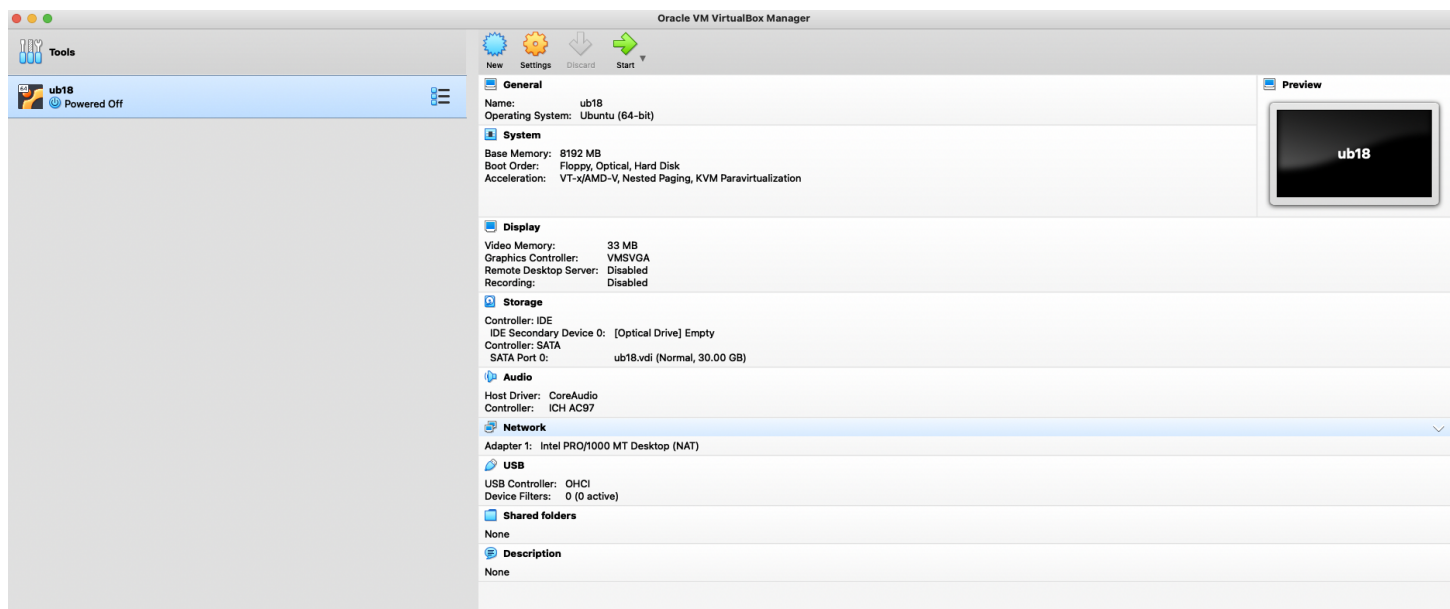 Oracle VM VirtualBox Manager
Tools
New Settings Discard Start
64
ub18
Powered Off
General
Name: ub18
Operating System: Ubuntu (64-bit)
Preview
ub18
System
Base Memory: 8192 MB
Boot Order: Floppy, Optical, Hard Disk
Acceleration: VT-x/AMD-V, Nested Paging, KVM Paravirtualization
Display
Video Memory: 33 MB
Graphics Controller: VMSVGA
Remote Desktop Server: Disabled
Recording: Disabled
Storage
Controller: IDE
IDE Secondary Device 0: [Optical Drive] Empty
Controller: SATA
SATA Port 0: ub18.vdi (Normal, 30.00 GB)
Audio
Host Driver: CoreAudio
Controller: ICH AC97
Network
Adapter 1: Intel PRO/1000 MT Desktop (NAT)
USB
USB Controller: OHCI
Device Filters: 0 (0 active)
Shared folders
None
Description
None